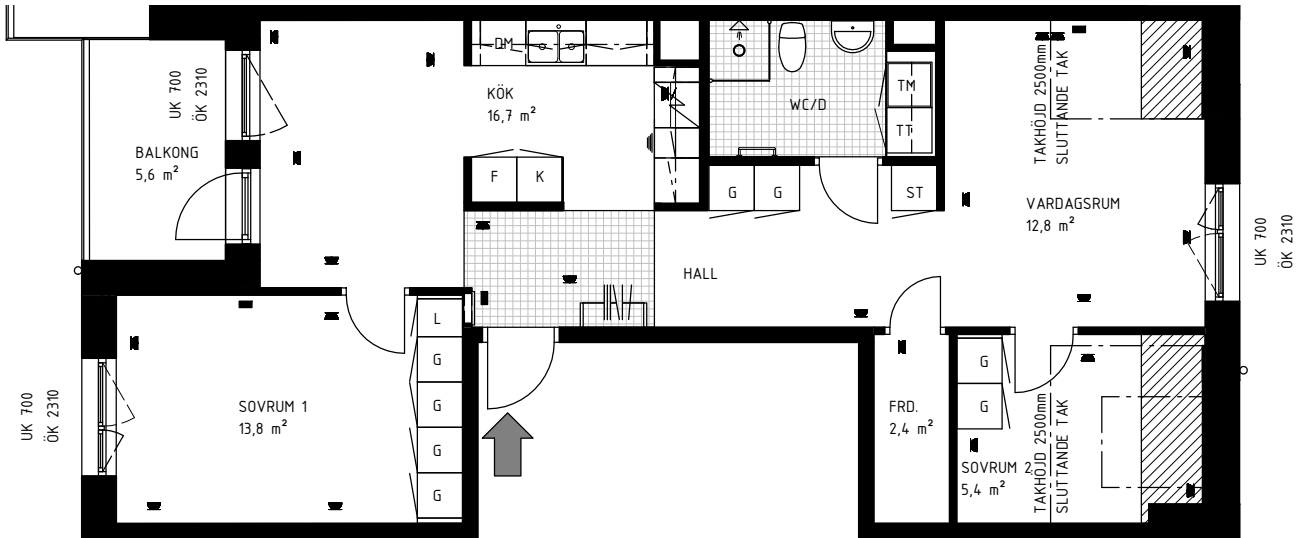 UK 700
ÖK 2310
BALKONG
5,6 m²
DM
KÖK
16,7 m²
F
K
WC/D
TM
TT
G
G
ST
TAKHÖJD 2500mm
SLUTTANDE TAK
VARDAGSRUM
12,8 m²
UK 700
ÖK 2310
HALL
UK 700
ÖK 2310
SOVRUM 1
13,8 m²
L
G
G
G
G
FRD.
2,4 m²
G
G
SOVRUM 2
5,4 m²
TAKHÖJD 2500mm
SLUTTANDE TAK